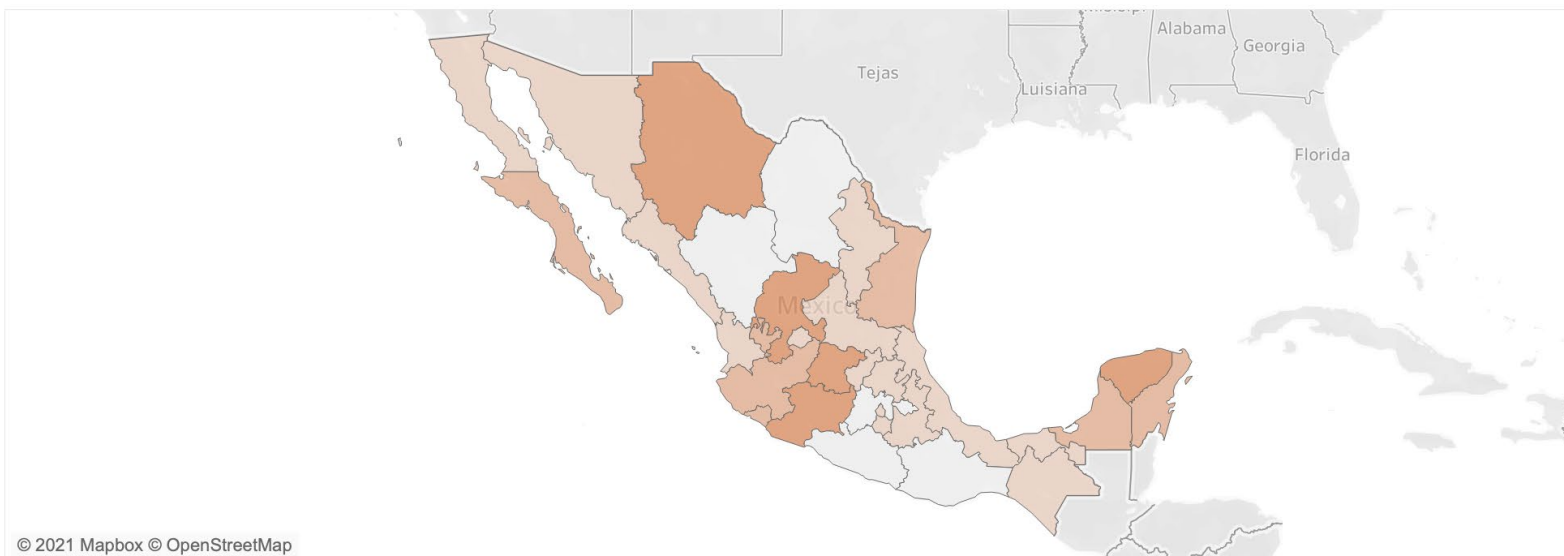 Alabama
Georgia
Tejas
Luisiana
Florida
Mexico
© 2021 Mapbox © OpenStreetMap